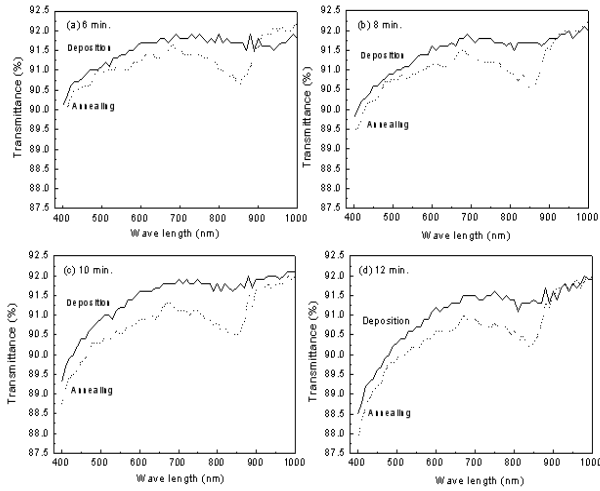 (a) 6 min.
Deposition
Annealing
Transmittance (%)
92.5
92.0
91.5
91.0
90.5
90.0
89.5
89.0
88.5
88.0
87.5
400 500 600 700 800 900 1000
Wave length (nm)
(b) 8 min.
Deposition
Annealing
Transmittance (%)
92.5
92.0
91.5
91.0
90.5
90.0
89.5
89.0
88.5
88.0
87.5
400 500 600 700 800 900 1000
Wave length (nm)
(c) 10 min.
Deposition
Annealing
Transmittance (%)
92.5
92.0
91.5
91.0
90.5
90.0
89.5
89.0
88.5
88.0
87.5
400 500 600 700 800 900 1000
Wave length (nm)
(d) 12 min.
Deposition
Annealing
Transmittance (%)
92.5
92.0
91.5
91.0
90.5
90.0
89.5
89.0
88.5
88.0
87.5
400 500 600 700 800 900 1000
Wave length (nm)